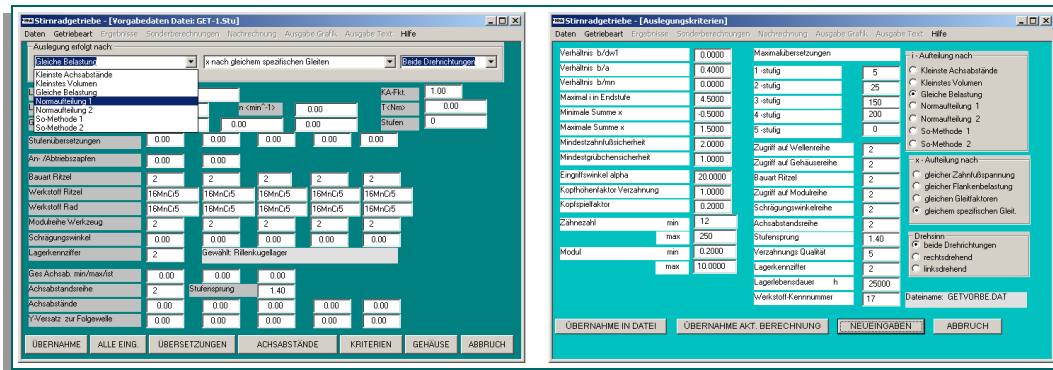 Stirnradgetriebe - [Vorgabedaten Datei: GET-1.Stu]
Daten Getriebeart Ergebnisse Sonderberechnungen Nachrechnung Ausgabe Grafik Ausgabe Text Hilfe
Auslegung erfolgt nach:
Gleiche Belastung x nach gleichem spezifischen Gleiten Beide Drehrichtungen
Kleinste Achsabstände
Kleinstes Volumen
Gleiche Belastung
Normaufteilung 1
Normaufteilung 2
So-Methode 1
So-Methode 2
KA-Fkt. 1.00
n <min^-1> 0.00 T<Nm> 0.00
0.00 0.00 Stufen 0
Stufenübersetzungen 0.00 0.00 0.00 0.00 0.00
An- /Abtriebszapfen 0.00 0.00
Bauart Ritzel 2 2 2 2 2
Werkstoff Ritzel 16MnCr5 16MnCr5 16MnCr5 16MnCr5 16MnCr5
Werkstoff Rad 16MnCr5 16MnCr5 16MnCr5 16MnCr5 16MnCr5
Modulreihe Werkzeug 2 2 2 2 2
Schrägungswinkel 0.00 0.00 0.00 0.00 0.00
Lagerkennziffer 2 Gewählt: Rillenkugellager
Ges Achsab. min/max/ist 0.00 0.00 0.00
Achsabstandsreihe 2 Stufensprung 1.40
Achsabstände 0.00 0.00 0.00 0.00 0.00
Y-Versatz zur Folgewelle 0.00 0.00 0.00 0.00 0.00
ÜBERNAHME ALLE EING. ÜBERSETZUNGEN ACHSABSTÄNDE KRITERIEN GEHÄUSE ABBRUCH
Stirnradgetriebe - [Auslegungskriterien]
Daten Getriebeart Ergebnisse Sonderberechnungen Nachrechnung Ausgabe Grafik Ausgabe Text Hilfe
Verhältnis b/dw1 0.0000
Verhältnis b/a 0.4000
Verhältnis b/mn 0.0000
Maximal i in Endstufe 4.5000
Minimale Summe x -0.5000
Maximale Summe x 1.5000
Mindestzahnfußsicherheit 2.0000
Mindestgrübchensicherheit 1.0000
Eingriffswinkel alpha 20.0000
Kopfhöhenfaktor Verzahnung 1.0000
Kopfspielfaktor 0.2000
Zähnezahl min 12
max 250
Modul min 0.2000
max 10.0000
Maximalübersetzungen
1 -stufig 5
2 -stufig 25
3 -stufig 150
4 -stufig 200
5 -stufig 0
Zugriff auf Wellenreihe 2
Zugriff auf Gehäusereihe 2
Bauart Ritzel 2
Zugriff auf Modulreihe 2
Schrägungswinkelreihe 2
Achsabstandsreihe 2
Stufensprung 1.40
Verzahnungs Qualität 5
Lagerkennziffer 2
Lagerlebensdauer h 25000
Werkstoff-Kennnummer 17
i - Aufteilung nach
Kleinste Achsabstände
Kleinstes Volumen
Gleiche Belastung
Normaufteilung 1
Normaufteilung 2
So-Methode 1
So-Methode 2
x - Aufteilung nach
gleicher Zahnfußspannung
gleicher Flankenbelastung
gleichen Gleitfaktoren
gleichem spezifischen Gleit.
Drehsinn
beide Drehrichtungen
rechtsdrehend
linksdrehend
Dateiname: GETVORBE.DAT
ÜBERNAHME IN DATEI ÜBERNAHME AKT. BERECHNUNG NEUEINGABEN ABBRUCH